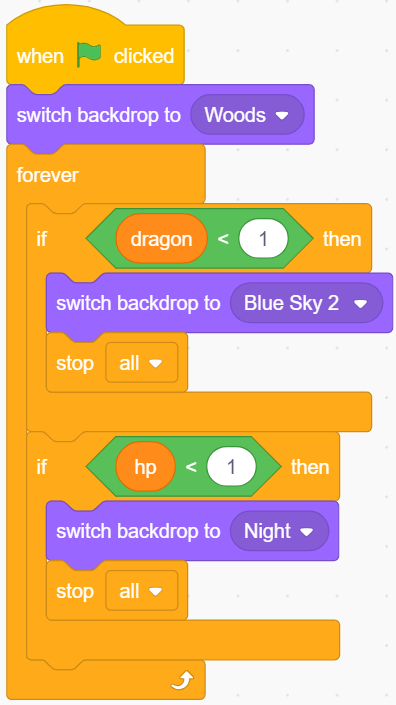 when clicked
switch backdrop to Woods
forever
if dragon < 1 then
switch backdrop to Blue Sky 2
stop all
if hp < 1 then
switch backdrop to Night
stop all